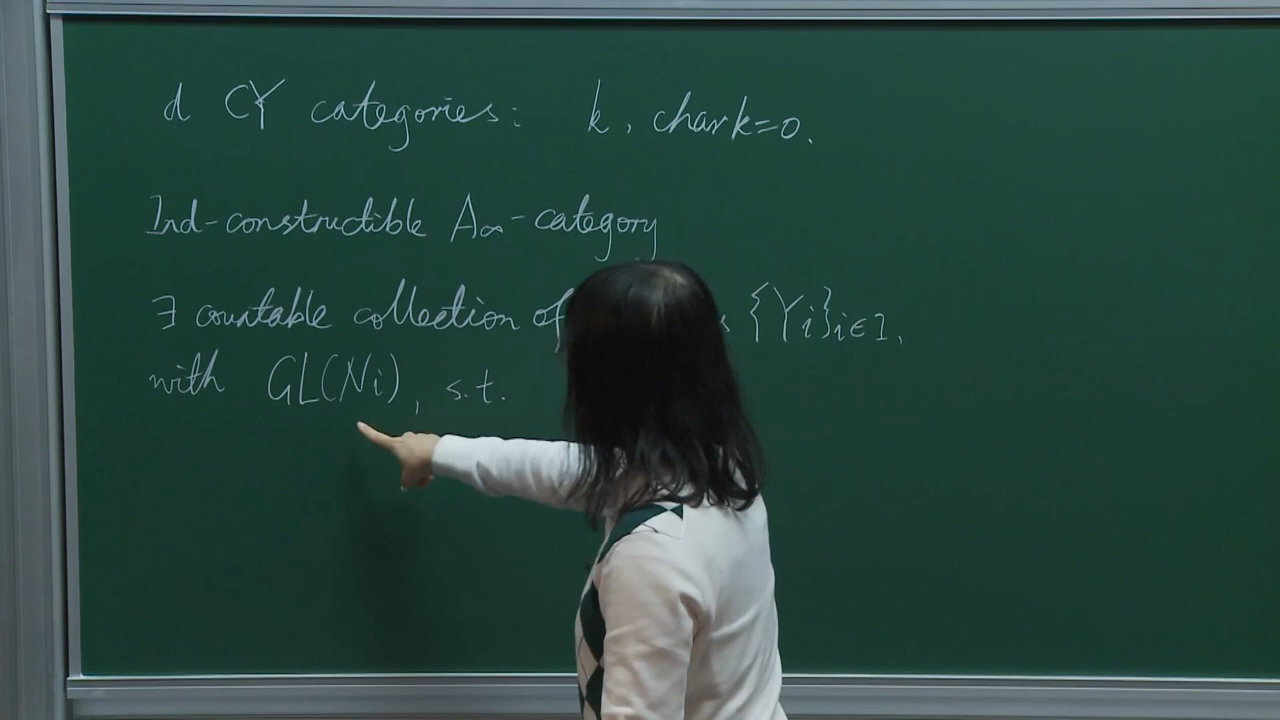 d CY categories: k, char k=0.
Ind-constructible A∞-category
∃ countable collection of {Yi}i∈I,
with GL(Ni), s.t.